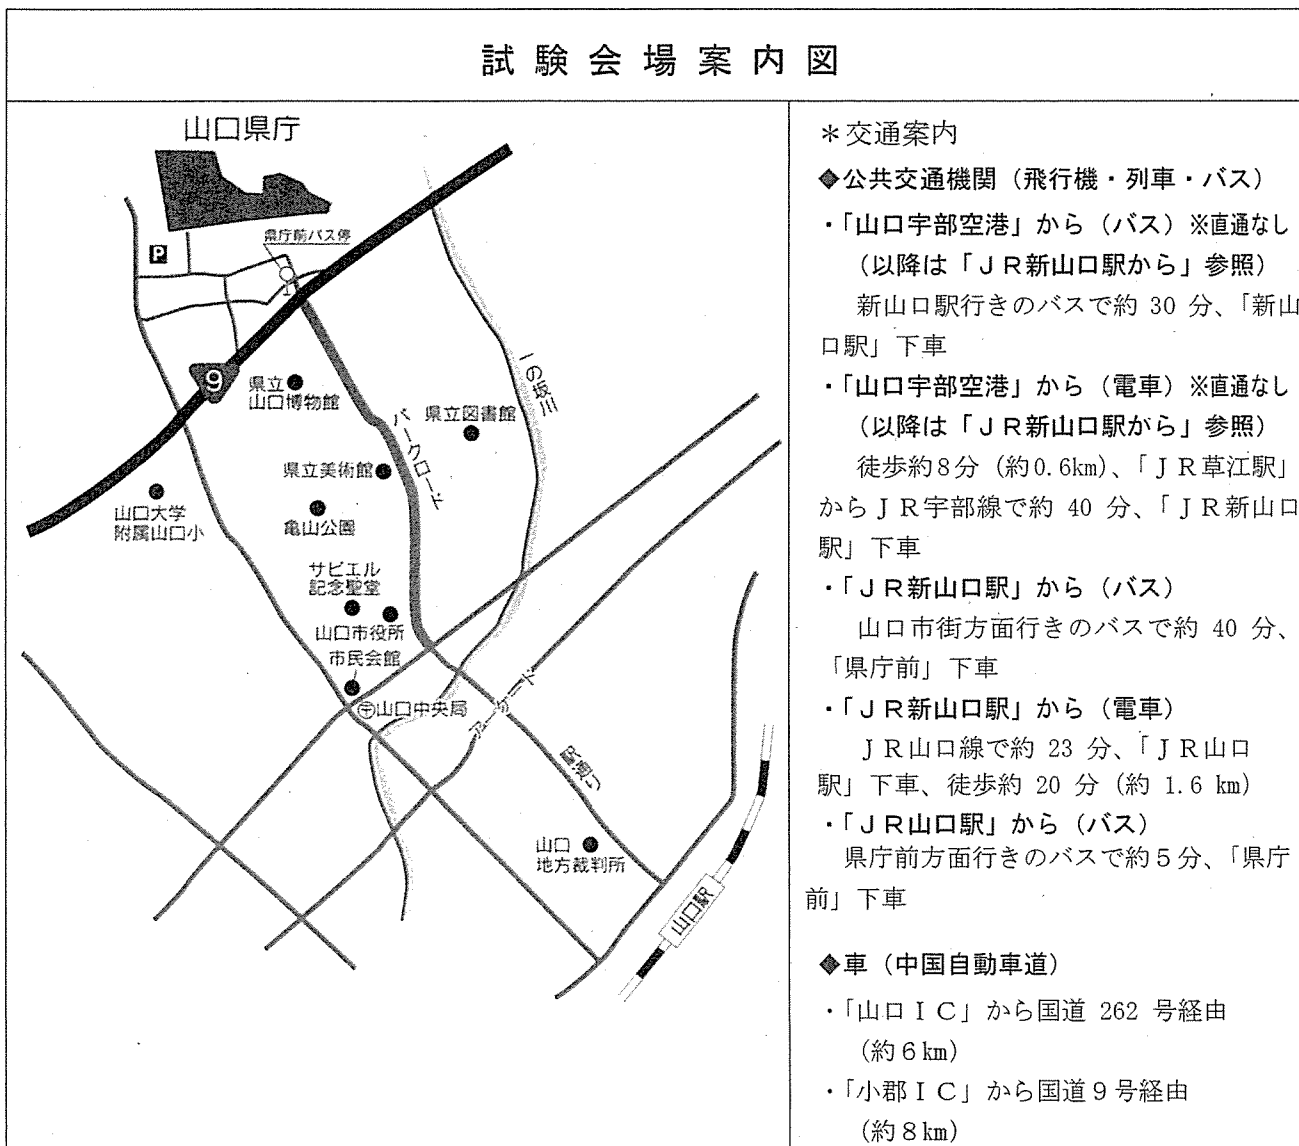 試験会場案内図
山口県庁
県庁前バス停
P
9
県立
山口博物館
パークロード
一の坂川
県立図書館
県立美術館
山口大学
附属山口小
亀山公園
サビエル
記念聖堂
山口市役所
市民会館
〒山口中央局
アーケード
駅通り
山口
地方裁判所
山口駅
＊交通案内
◆公共交通機関（飛行機・列車・バス）
・「山口宇部空港」から（バス）※直通なし
（以降は「ＪＲ新山口駅から」参照）
新山口駅行きのバスで約 30 分、「新山
口駅」下車
・「山口宇部空港」から（電車）※直通なし
（以降は「ＪＲ新山口駅から」参照）
徒歩約8分（約0.6km）、「ＪＲ草江駅」
からＪＲ宇部線で約 40 分、「ＪＲ新山口
駅」下車
・「ＪＲ新山口駅」から（バス）
山口市街方面行きのバスで約 40 分、
「県庁前」下車
・「ＪＲ新山口駅」から（電車）
ＪＲ山口線で約 23 分、「ＪＲ山口
駅」下車、徒歩約 20 分（約 1.6 km）
・「ＪＲ山口駅」から（バス）
県庁前方面行きのバスで約５分、「県庁
前」下車
◆車（中国自動車道）
・「山口ＩＣ」から国道 262 号経由
（約６km）
・「小郡ＩＣ」から国道９号経由
（約８km）